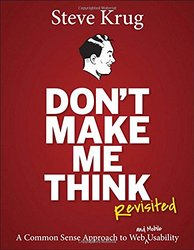 Steve Krug
DON'T
MAKE
ME
THINK
Revisited
and Mobile
A Common Sense Approach to Web Usability